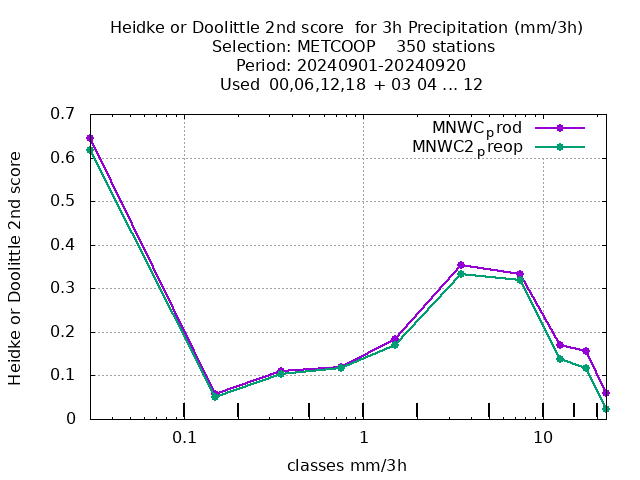 Heidke or Doolittle 2nd score  for 3h Precipitation (mm/3h)
Selection: METCOOP    350 stations
Period: 20240901-20240920
Used 00,06,12,18 + 03 04 ... 12
MNWCprod
MNWC2preop
Heidke or Doolittle 2nd score
0.7
0.6
0.5
0.4
0.3
0.2
0.1
0
0.1 1 10
classes mm/3h